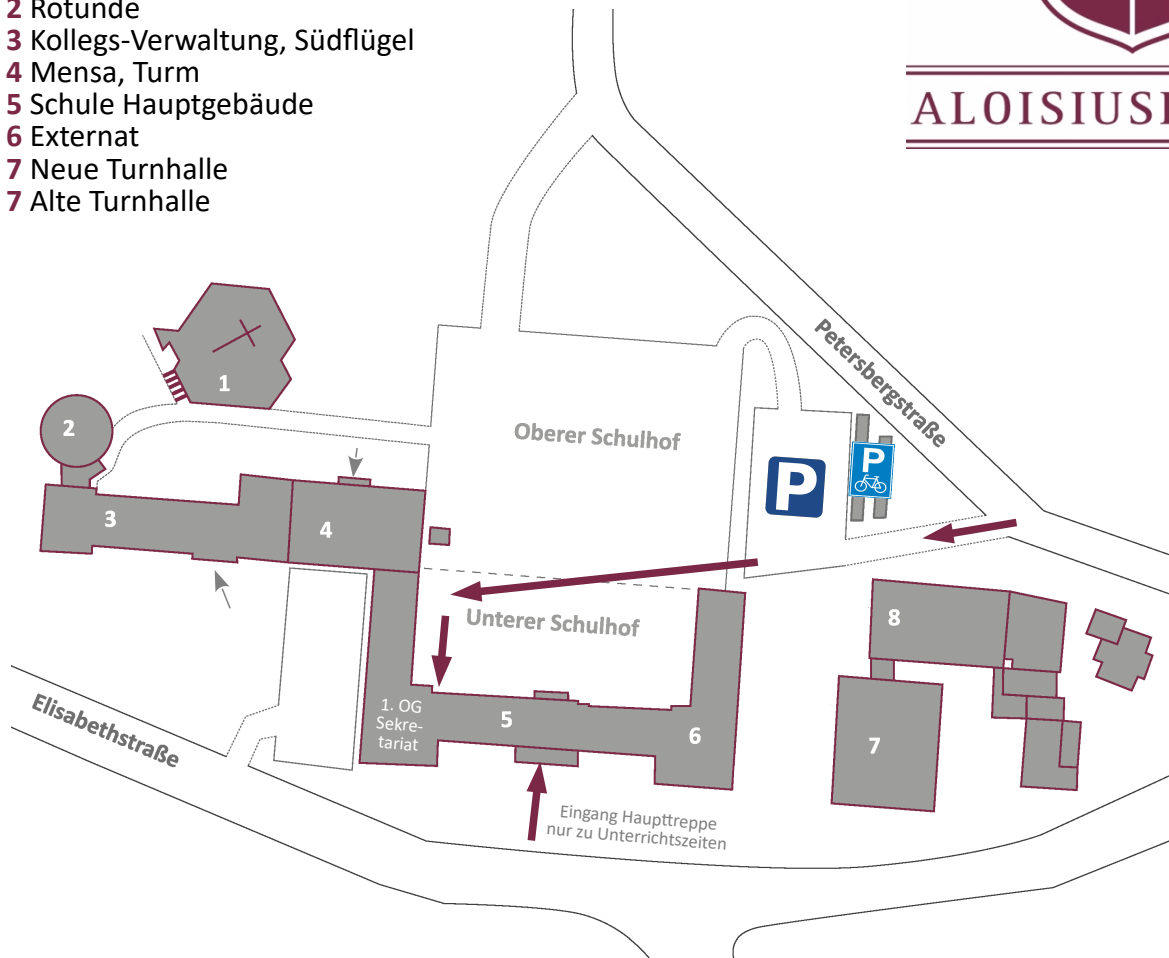 2 Rotunde
3 Kollegs-Verwaltung, Südflügel
4 Mensa, Turm
5 Schule Hauptgebäude
6 Externat
7 Neue Turnhalle
7 Alte Turnhalle
ALOISIUS
Petersbergstraße
1
2
Oberer Schulhof
P
P
3
4
Unterer Schulhof
8
Elisabethstraße
1. OG
Sekre-
tariat
5
6
7
Eingang Haupttreppe
nur zu Unterrichtszeiten